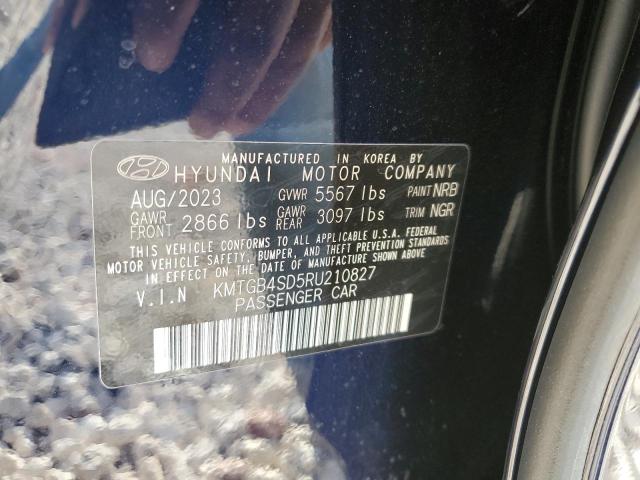 MANUFACTURED IN KOREA BY
HYUNDAI MOTOR COMPANY
AUG/2023 GVWR 5567 lbs PAINT NRB
GAWR FRONT 2866 lbs GAWR REAR 3097 lbs TRIM NGR
THIS VEHICLE CONFORMS TO ALL APPLICABLE U.S.A. FEDERAL
MOTOR VEHICLE SAFETY, BUMPER, AND THEFT PREVENTION STANDARDS
IN EFFECT ON THE DATE OF MANUFACTURE SHOWN ABOVE
V.I.N KMTGB4SD5RU210827
PASSENGER CAR